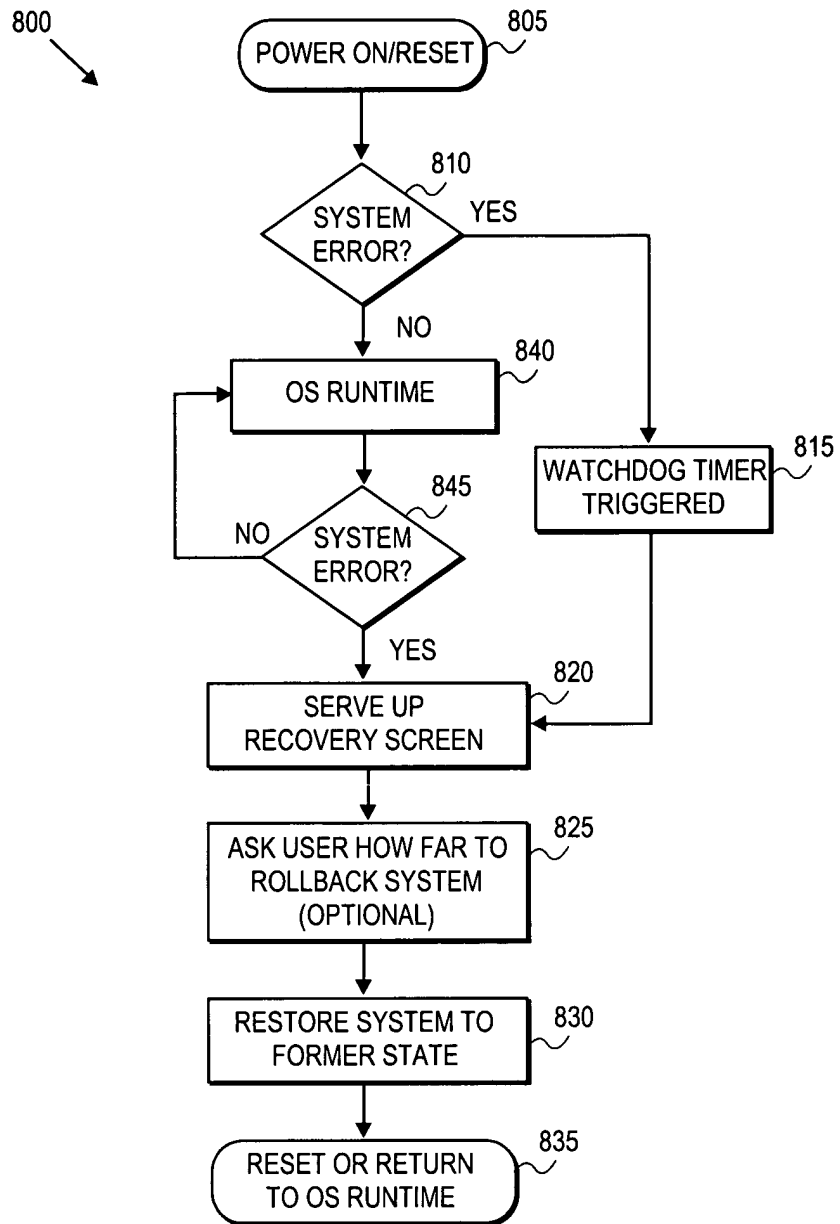 800
POWER ON/RESET
805
810
SYSTEM
ERROR?
YES
NO
840
OS RUNTIME
815
WATCHDOG TIMER
TRIGGERED
845
NO
SYSTEM
ERROR?
YES
820
SERVE UP
RECOVERY SCREEN
825
ASK USER HOW FAR TO
ROLLBACK SYSTEM
(OPTIONAL)
830
RESTORE SYSTEM TO
FORMER STATE
835
RESET OR RETURN
TO OS RUNTIME